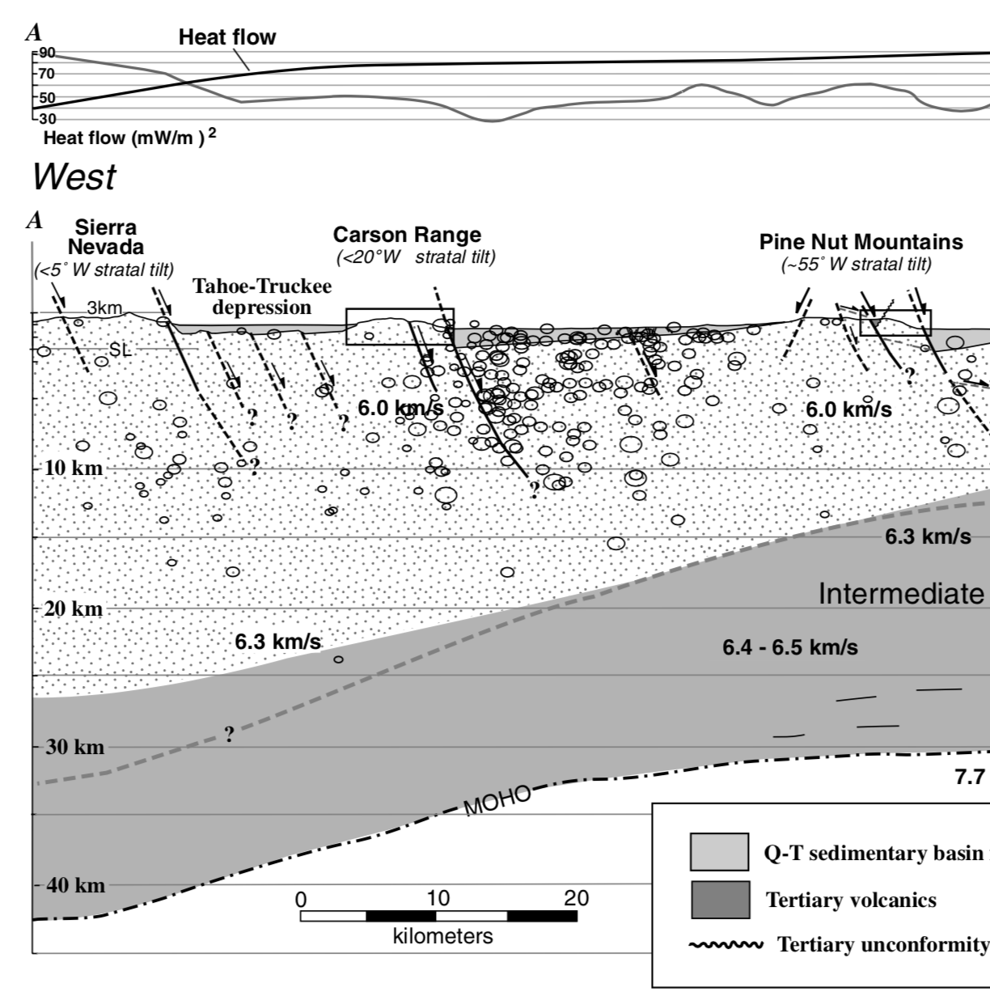 A
Heat flow
90
70
50
30
Heat flow (mW/m ) 2
West
A
Sierra
Nevada
(<5° W stratal tilt)
Carson Range
(<20°W stratal tilt)
Pine Nut Mountains
(~55° W stratal tilt)
Tahoe-Truckee
depression
3km
SL
6.0 km/s
6.0 km/s
?
?
?
?
?
?
10 km
6.3 km/s
Intermediate
20 km
6.3 km/s
6.4 - 6.5 km/s
?
30 km
7.7
MOHO
40 km
0 10 20
kilometers
Q-T sedimentary basin
Tertiary volcanics
Tertiary unconformity